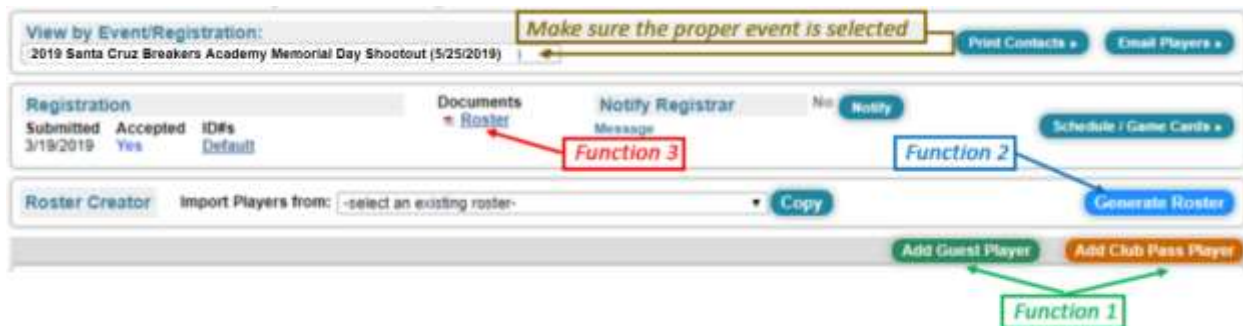 View by Event/Registration:
Make sure the proper event is selected
2019 Santa Cruz Breakers Academy Memorial Day Shootout (5/25/2019)
Print Contacts »
Email Players »
Registration
Documents
Notify Registrar
No
Notify
Submitted Accepted ID#s
Roster
Message
Schedule / Game Cards »
3/19/2019 Yes Default
Function 3
Function 2
Roster Creator
Import Players from:
-select an existing roster-
Copy
Generate Roster
Add Guest Player
Add Club Pass Player
Function 1